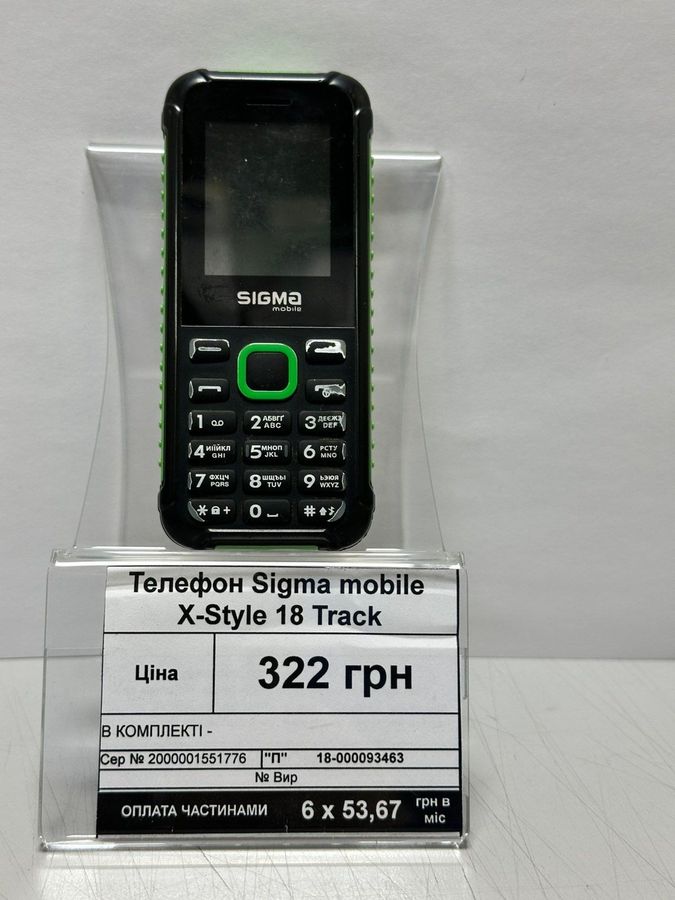 SIGMA
mobile
1
2 АБВГҐ ABC
3 ДЕЄЖЗ DEF
4 ИІЇЙКЛ GHI
5 МНОП JKL
6 РСТУ MNO
7 ФХЦЧ PQRS
8 ШЩЪЫ TUV
9 ЬЭЮЯ WXYZ
* +
0
#
Телефон Sigma mobile
X-Style 18 Track
Ціна 322 грн
В КОМПЛЕКТІ -
Сер № 2000001551776 "П" 18-000093463
№ Вир
ОПЛАТА ЧАСТИНАМИ 6 х 53,67 грн в
міс